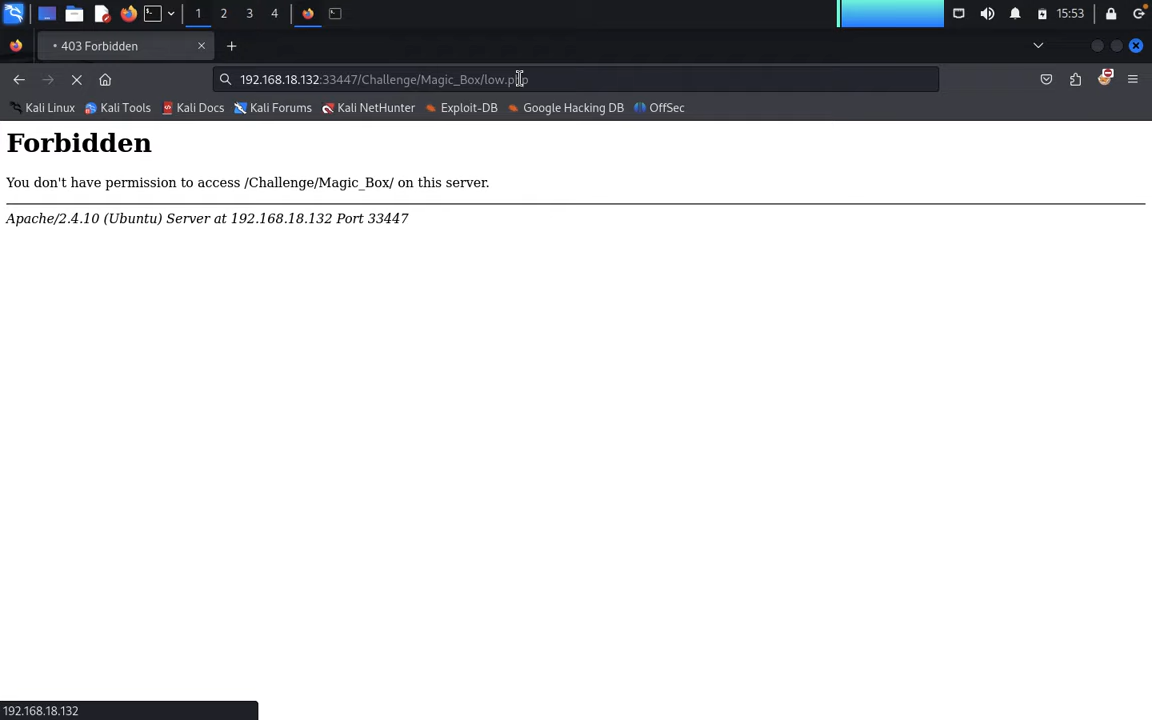 1 2 3 4 15:53
403 Forbidden
192.168.18.132:33447/Challenge/Magic_Box/low.php
Kali Linux Kali Tools Kali Docs Kali Forums Kali NetHunter Exploit-DB Google Hacking DB OffSec
Forbidden
You don't have permission to access /Challenge/Magic_Box/ on this server.
Apache/2.4.10 (Ubuntu) Server at 192.168.18.132 Port 33447
192.168.18.132